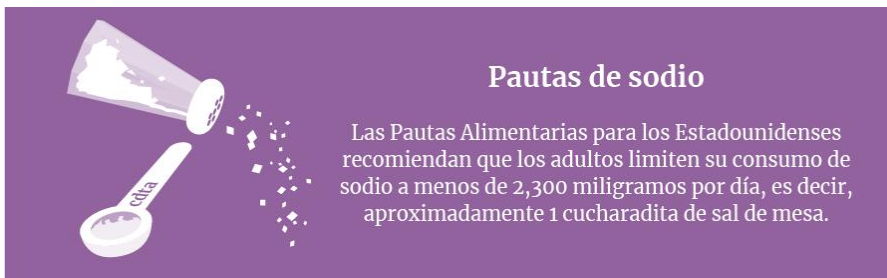 Pautas de sodio
Las Pautas Alimentarias para los Estadounidenses
recomiendan que los adultos limiten su consumo de
sodio a menos de 2,300 miligramos por día, es decir,
aproximadamente 1 cucharadita de sal de mesa.
cdta